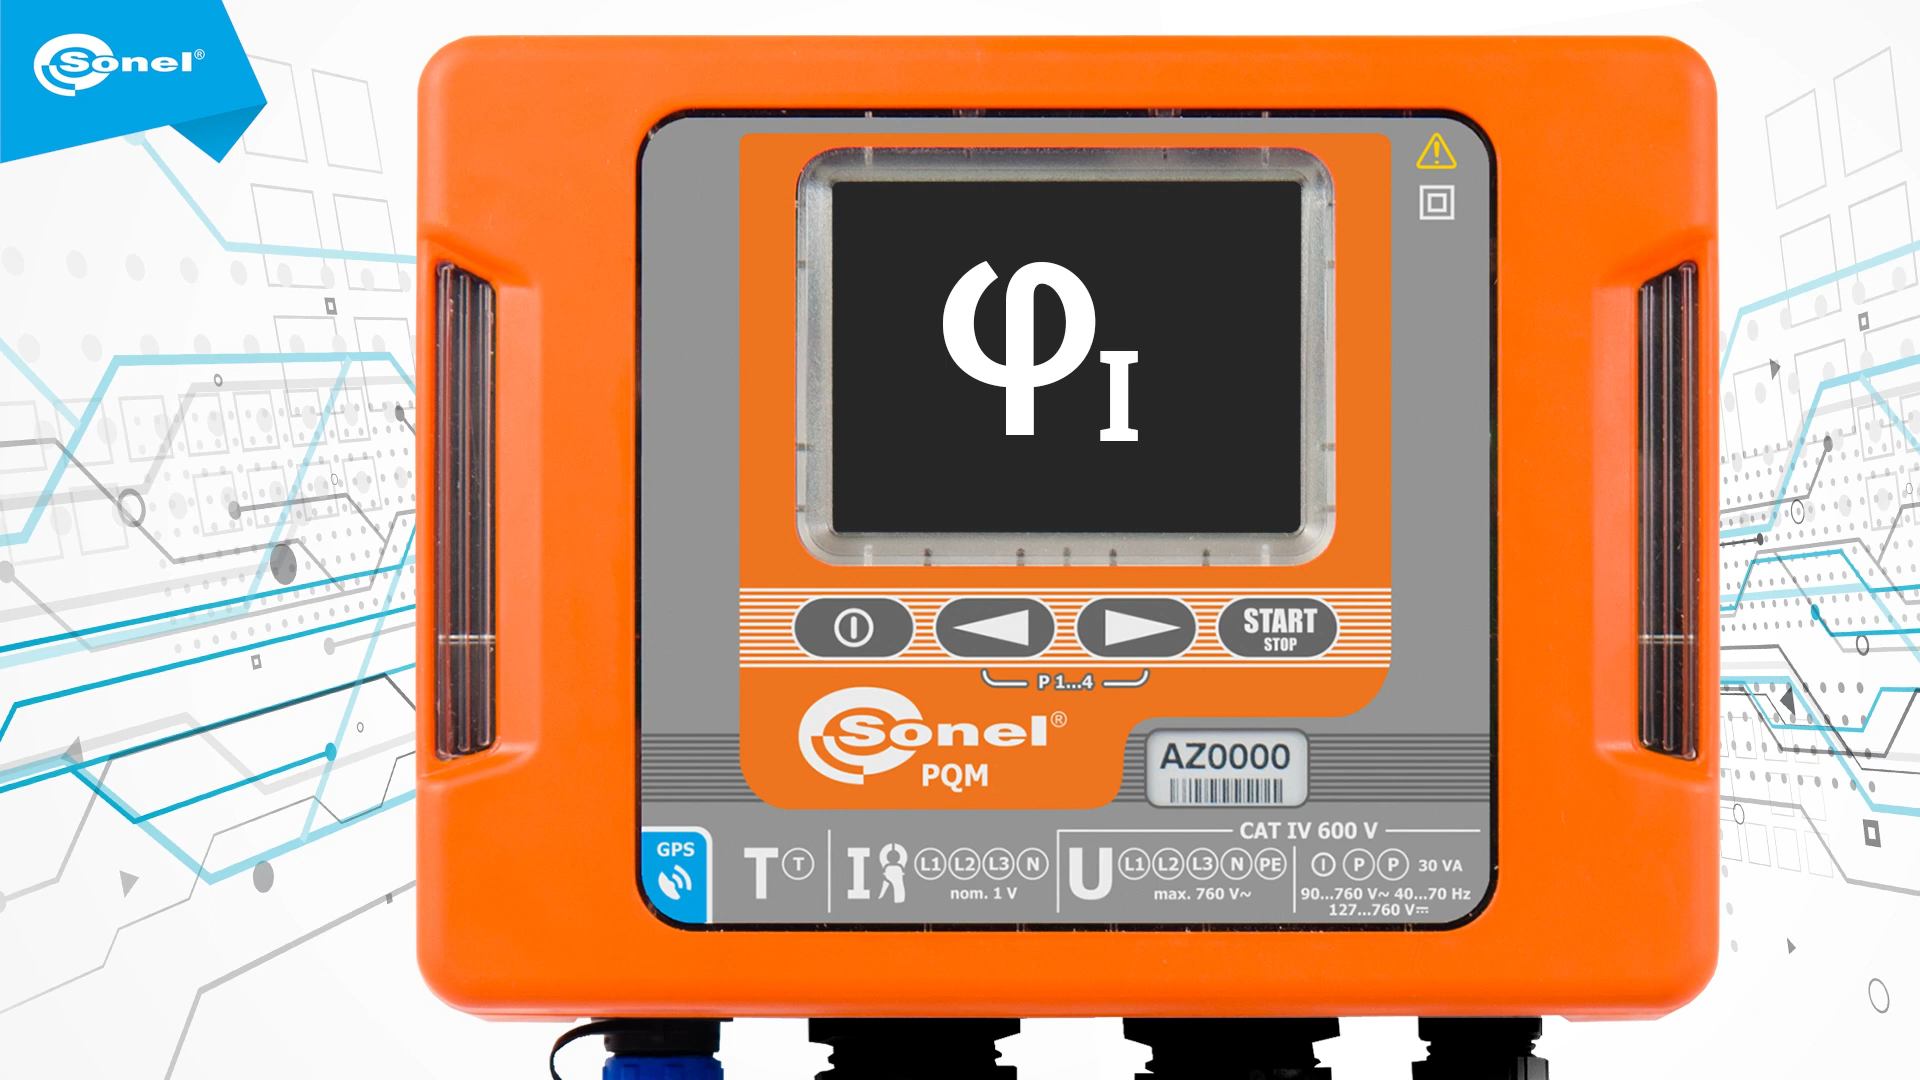 Sonel®
φI
START
STOP
P 1...4
Sonel®
PQM
AZ0000
GPS
CAT IV 600 V
T T
I L1 L2 L3 N
nom. 1 V
U L1 L2 L3 N PE
max. 760 V~
I P P 30 VA
90...760 V~ 40...70 Hz
127...760 V⎓